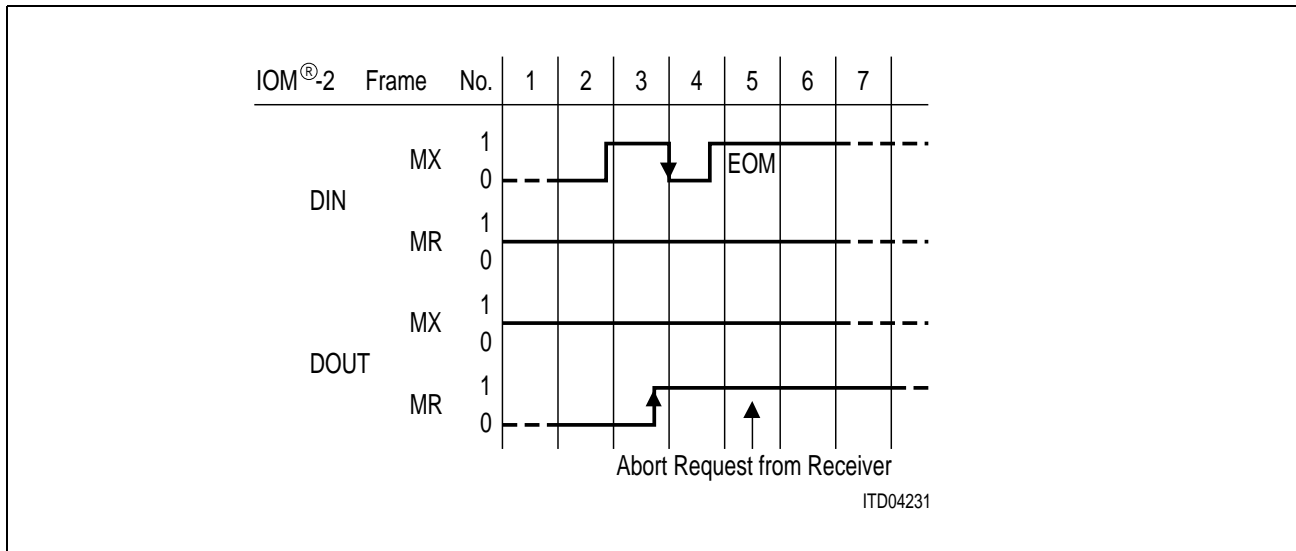 IOM®-2 Frame No. 1 2 3 4 5 6 7
1
MX
0
EOM
DIN
1
MR
0
1
MX
0
DOUT
1
MR
0
Abort Request from Receiver
ITD04231